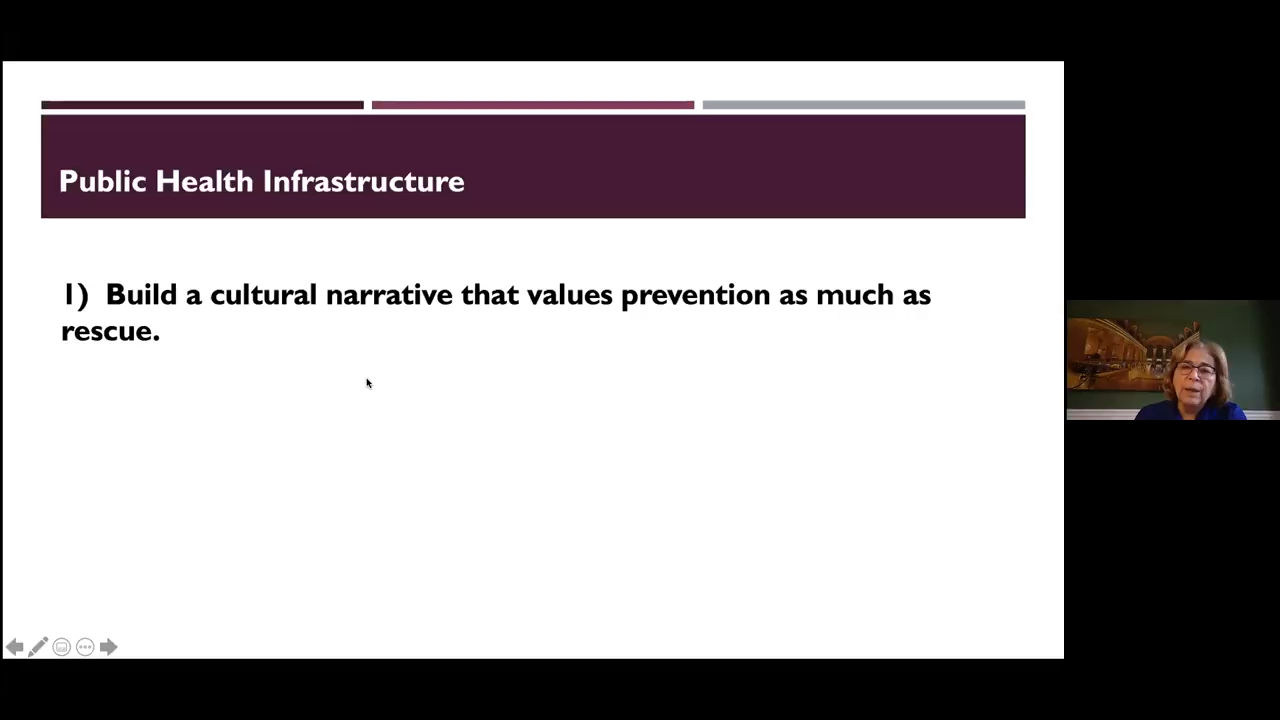 Public Health Infrastructure
1) Build a cultural narrative that values prevention as much as
rescue.